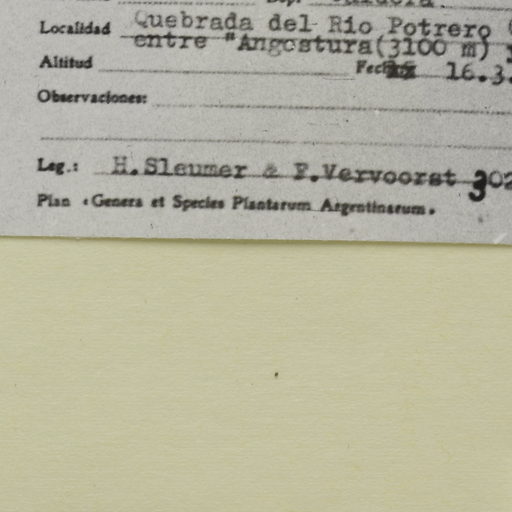 Localidad Quebrada del Rio Potrero
entre "Angostura(3100 m)
Altitud Fecha 16.3.
Observaciones:
Leg.: H.Sleumer & F.Vervoorst 302
Plan «Genera et Species Plantarum Argentinarum»